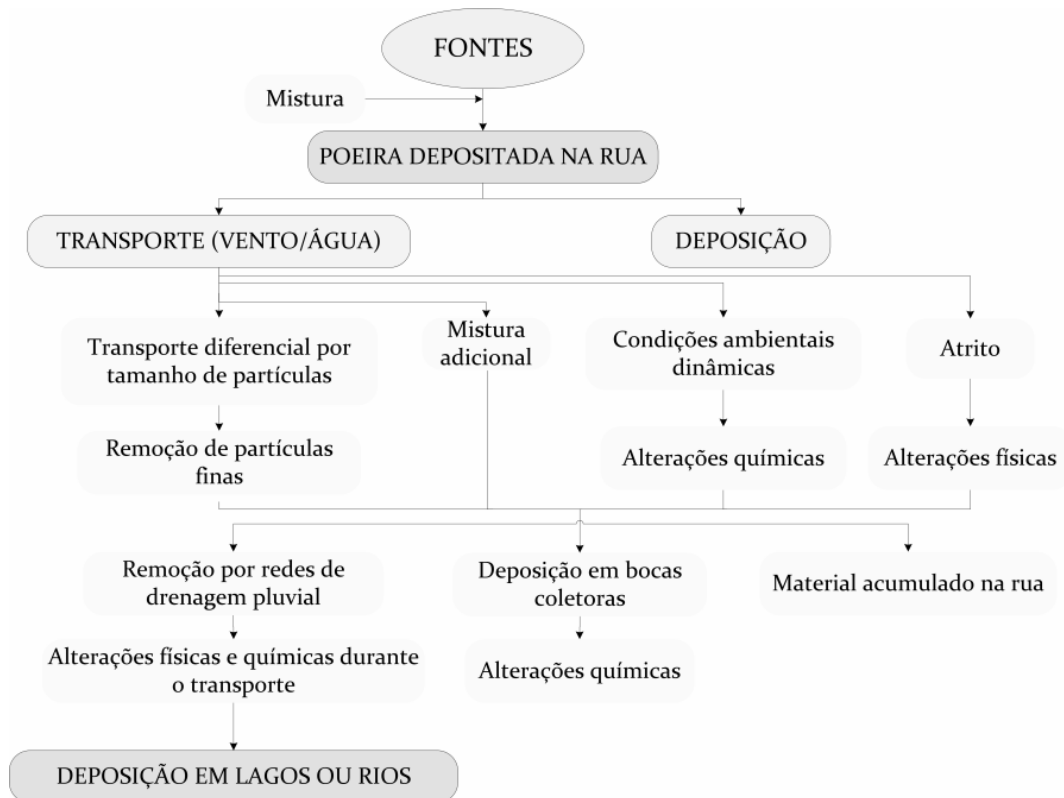 FONTES
Mistura
POEIRA DEPOSITADA NA RUA
TRANSPORTE (VENTO/ÁGUA)
DEPOSIÇÃO
Transporte diferencial por
tamanho de partículas
Mistura
adicional
Condições ambientais
dinâmicas
Atrito
Remoção de partículas
finas
Alterações químicas
Alterações físicas
Remoção por redes de
drenagem pluvial
Deposição em bocas
coletoras
Material acumulado na rua
Alterações físicas e químicas durante
o transporte
Alterações químicas
DEPOSIÇÃO EM LAGOS OU RIOS